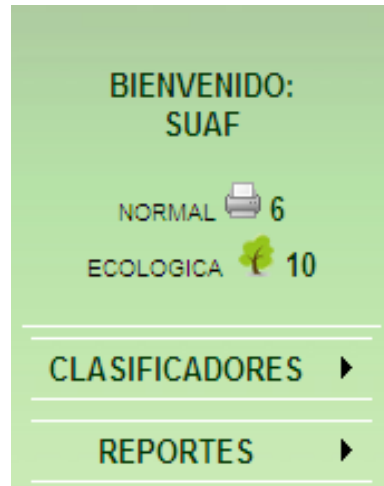 BIENVENIDO:
SUAF
NORMAL 6
ECOLOGICA 10
CLASIFICADORES
REPORTES